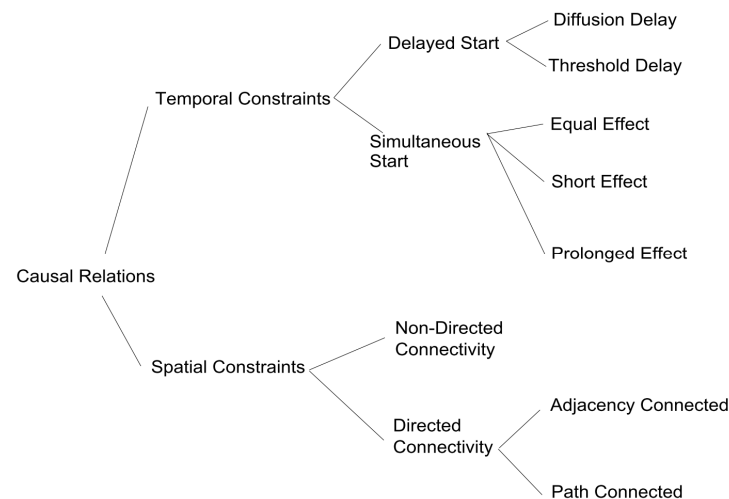 Diffusion Delay
Delayed Start
Threshold Delay
Temporal Constraints
Equal Effect
Simultaneous
Start
Short Effect
Prolonged Effect
Causal Relations
Non-Directed
Connectivity
Spatial Constraints
Adjacency Connected
Directed
Connectivity
Path Connected